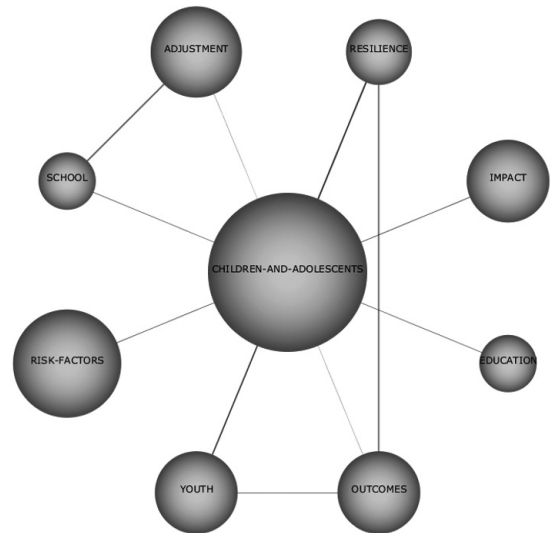 ADJUSTMENT
RESILIENCE
SCHOOL
IMPACT
CHILDREN-AND-ADOLESCENTS
RISK-FACTORS
EDUCATION
YOUTH
OUTCOMES